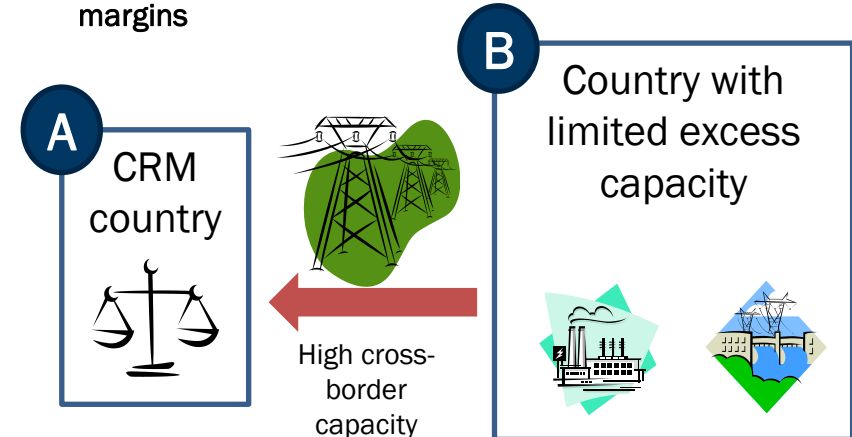 margins
A
CRM
country
B
Country with
limited excess
capacity
High cross-
border
capacity